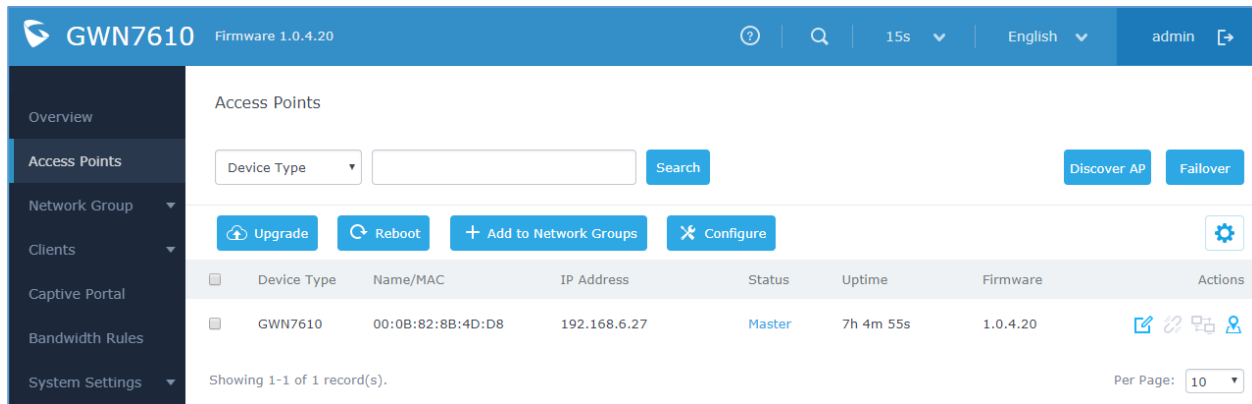 GWN7610 Firmware 1.0.4.20 15s English admin
Overview
Access Points
Network Group
Clients
Captive Portal
Bandwidth Rules
System Settings
Access Points
Device Type Search Discover AP Failover
Upgrade Reboot Add to Network Groups Configure
Device Type Name/MAC IP Address Status Uptime Firmware Actions
GWN7610 00:0B:82:8B:4D:D8 192.168.6.27 Master 7h 4m 55s 1.0.4.20
Showing 1-1 of 1 record(s). Per Page: 10